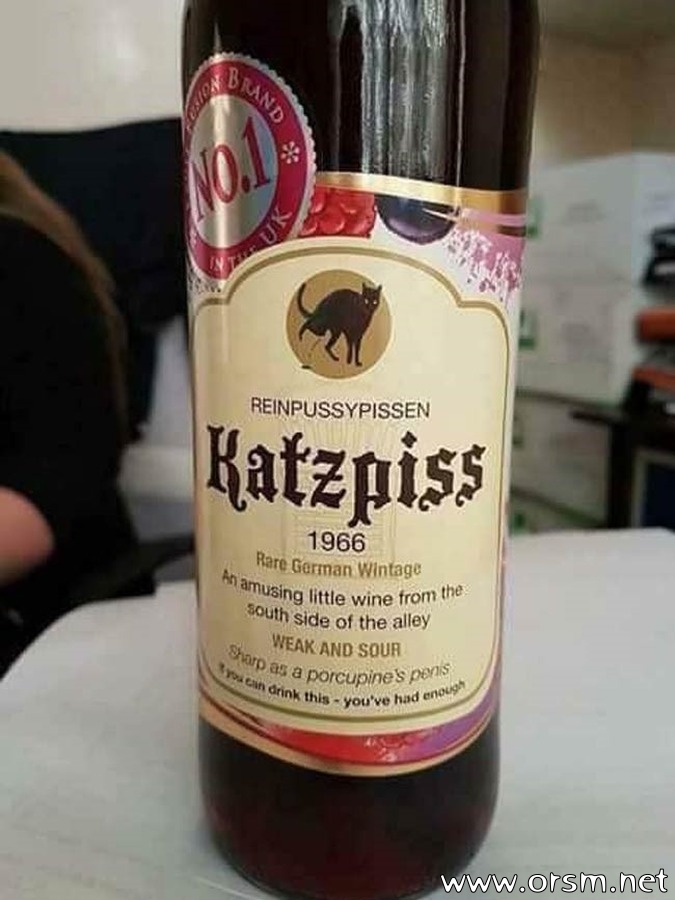 FUSION BRAND
NO.1
IN THE UK
REINPUSSYPISSEN
Katzpiss
1966
Rare German Wintage
An amusing little wine from the
south side of the alley
WEAK AND SOUR
Sharp as a porcupine's penis
If you can drink this - you've had enough
www.orsm.net